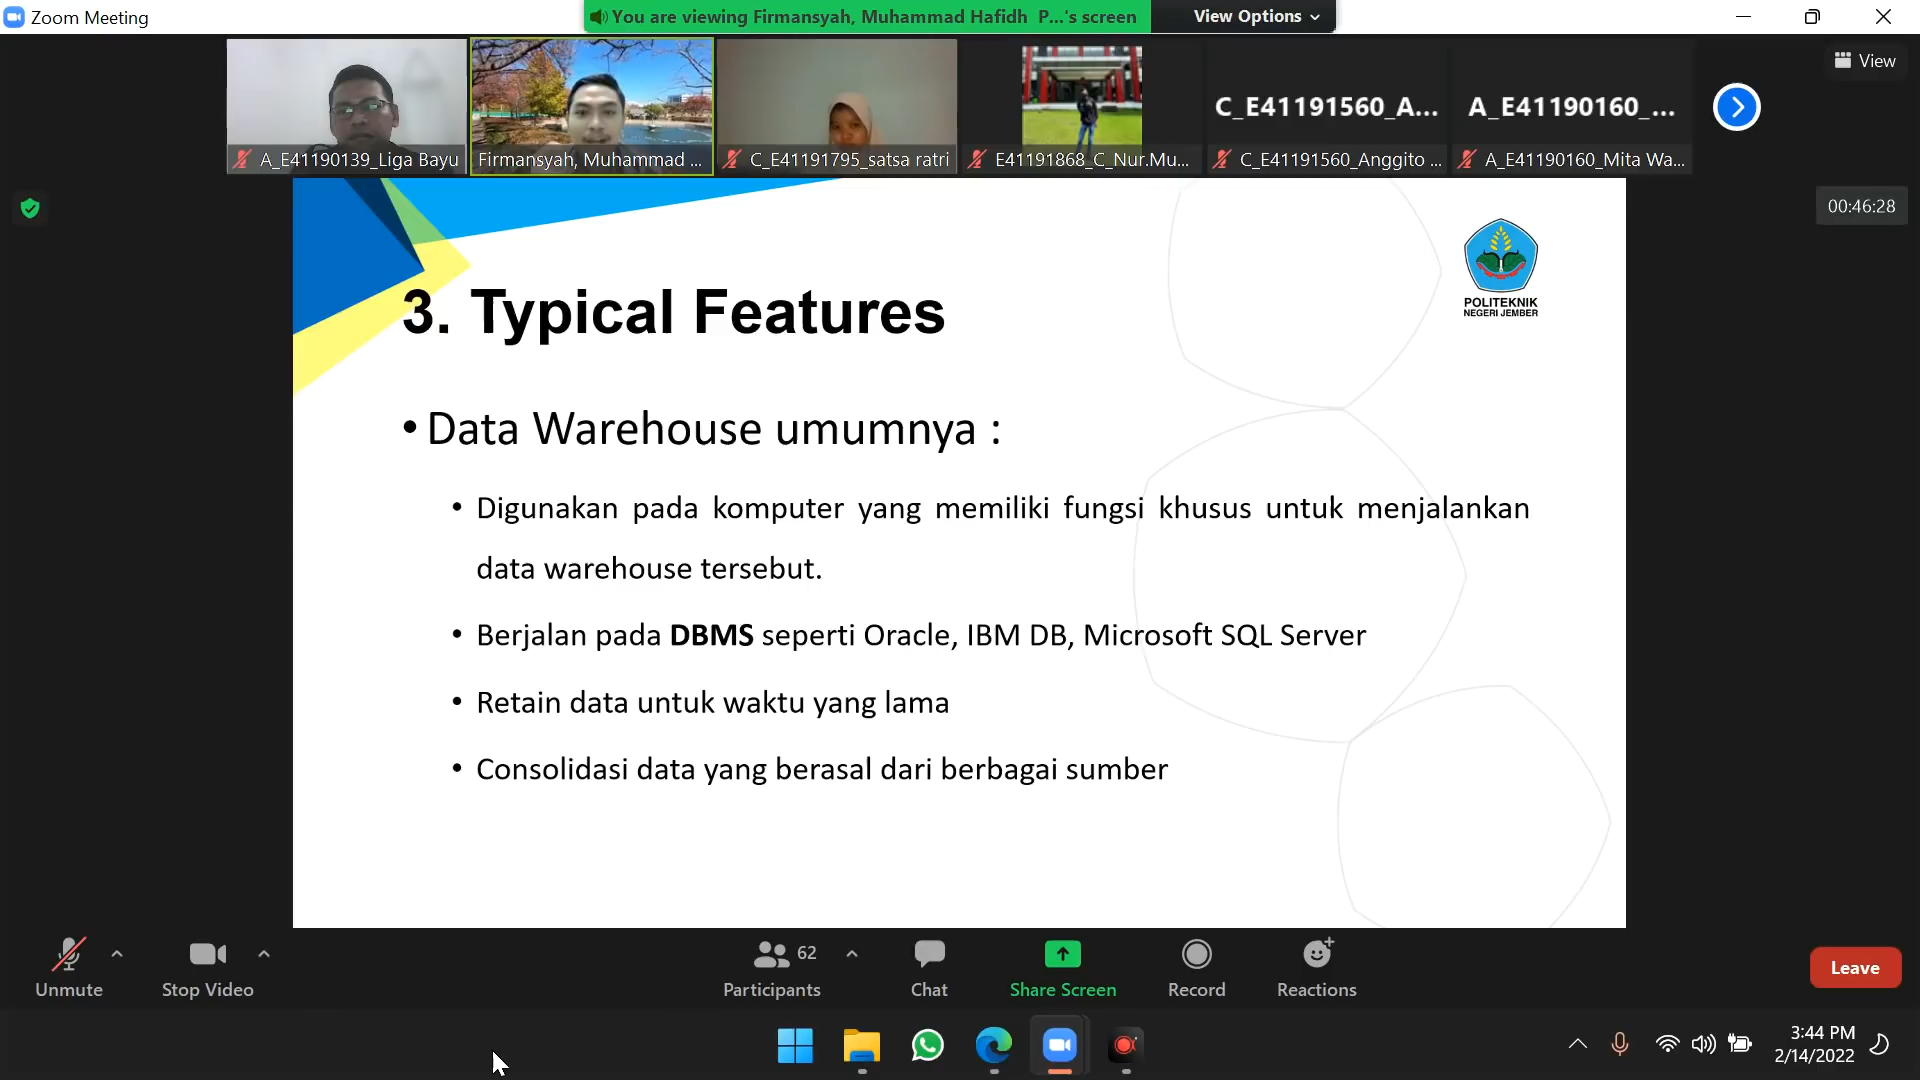 Zoom Meeting
You are viewing Firmansyah, Muhammad Hafidh P...'s screen
View Options
View
A_E41190139_Liga Bayu
Firmansyah, Muhammad ...
C_E41191795_satsa ratri
E41191868_C_Nur.Mu...
C_E41191560_A...
C_E41191560_Anggito ...
A_E41190160_...
A_E41190160_Mita Wa...
00:46:28
POLITEKNIK
NEGERI JEMBER
3. Typical Features
• Data Warehouse umumnya :
• Digunakan pada komputer yang memiliki fungsi khusus untuk menjalankan
data warehouse tersebut.
• Berjalan pada DBMS seperti Oracle, IBM DB, Microsoft SQL Server
• Retain data untuk waktu yang lama
• Consolidasi data yang berasal dari berbagai sumber
Unmute
Stop Video
62
Participants
Chat
Share Screen
Record
Reactions
Leave
3:44 PM
2/14/2022